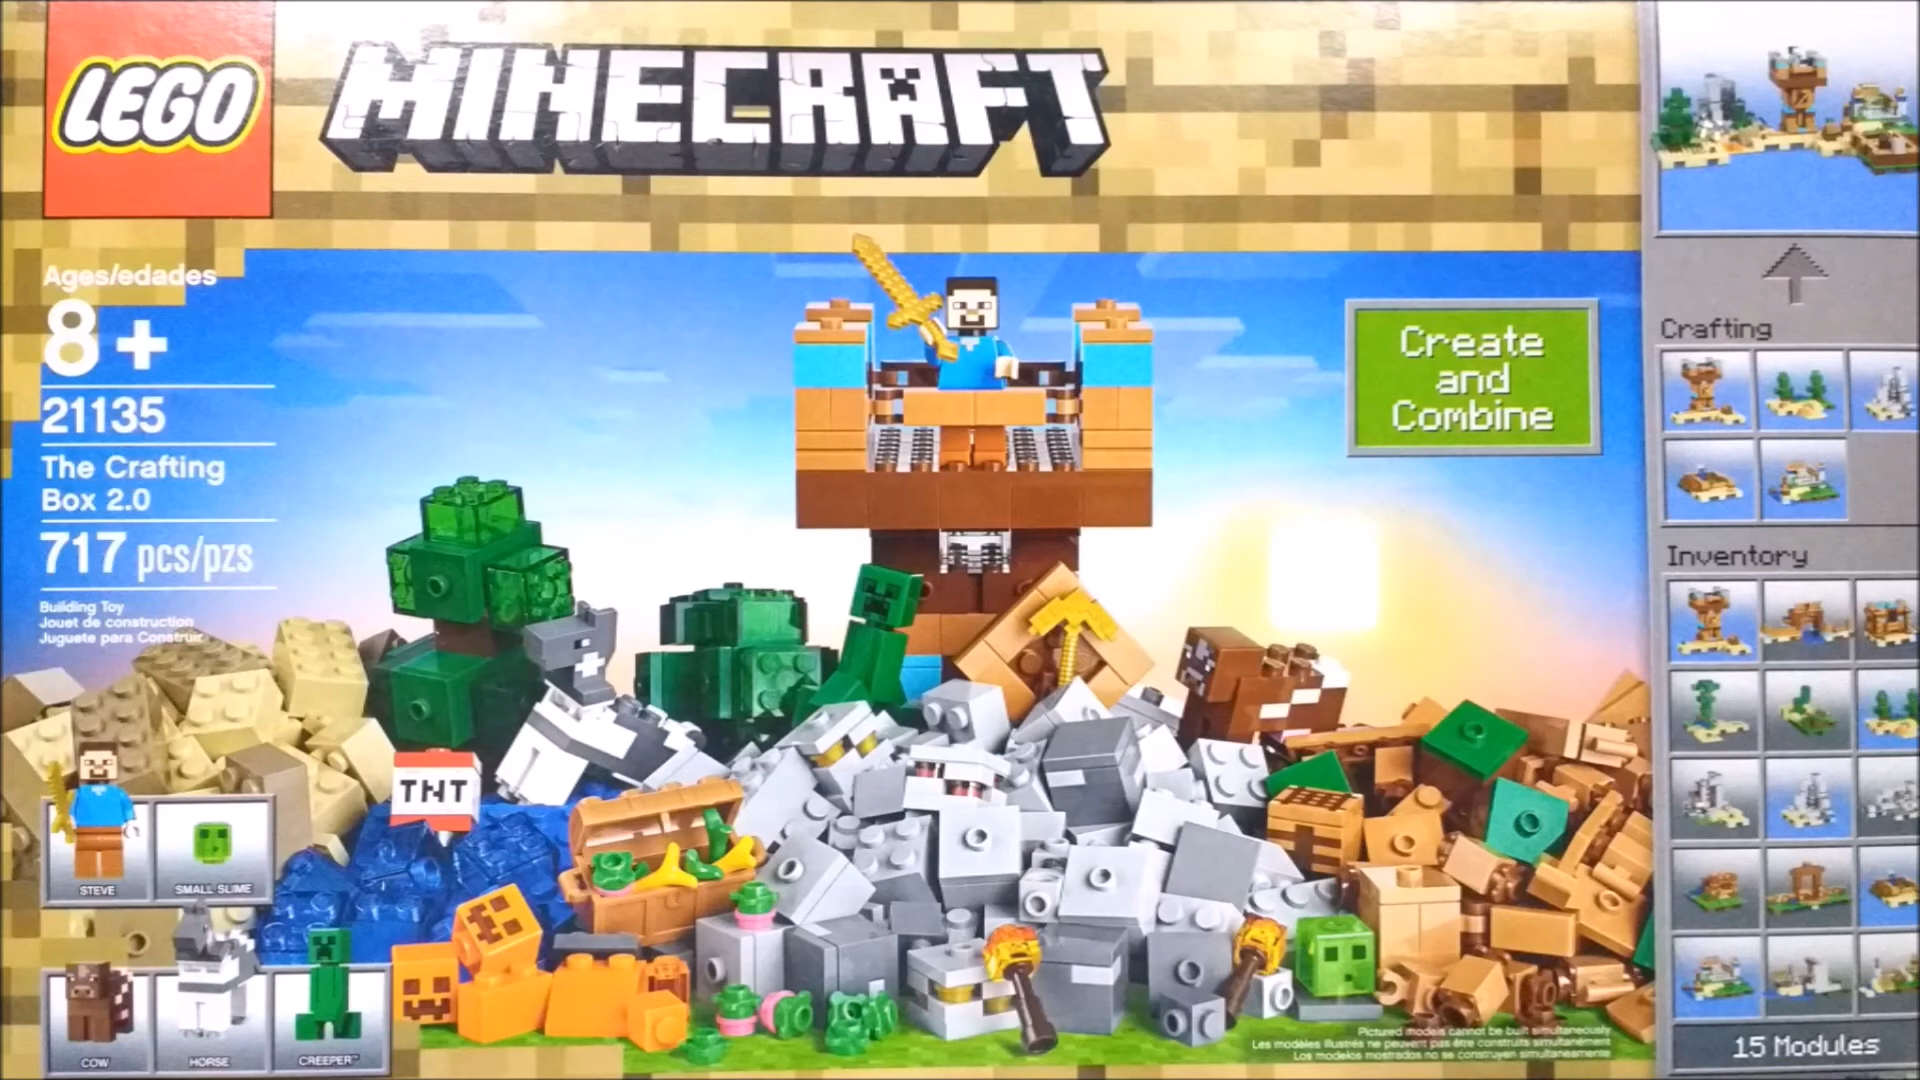 LEGO
MINECRAFT
Ages/edades
8+
21135
The Crafting
Box 2.0
717 pcs/pzs
Building Toy
Jouet de construction
Juguete para Construir
Create
and
Combine
TNT
STEVE
SMALL SLIME
COW
HORSE
CREEPER™
Pictured models cannot be built simultaneously
Les modèles illustrés ne peuvent pas être construits simultanément
Los modelos mostrados no se construyen simultáneamente
Crafting
Inventory
15 Modules